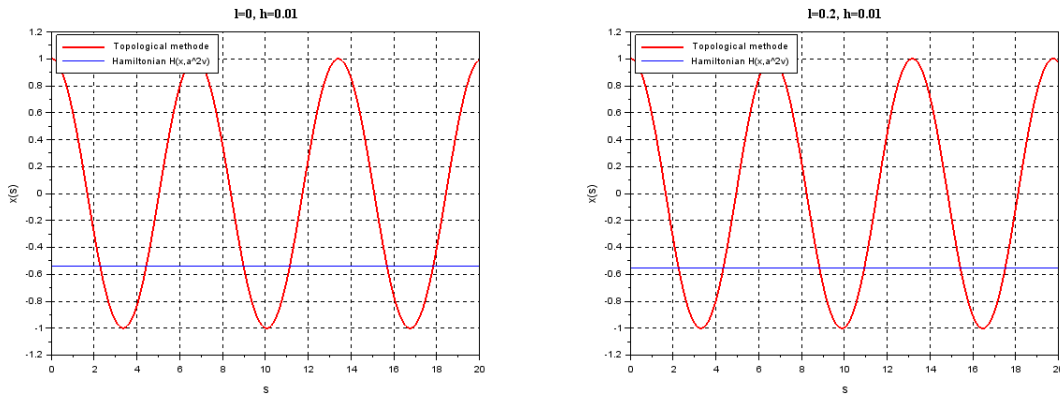 l=0, h=0.01
1.2
1
0.8
0.6
0.4
0.2
0
-0.2
-0.4
-0.6
-0.8
-1
-1.2
x(s)
Topological methode
Hamiltonian H(x,a^2v)
0 2 4 6 8 10 12 14 16 18 20
s
l=0.2, h=0.01
1.2
1
0.8
0.6
0.4
0.2
0
-0.2
-0.4
-0.6
-0.8
-1
-1.2
x(s)
Topological methode
Hamiltonian H(x,a^2v)
0 2 4 6 8 10 12 14 16 18 20
s